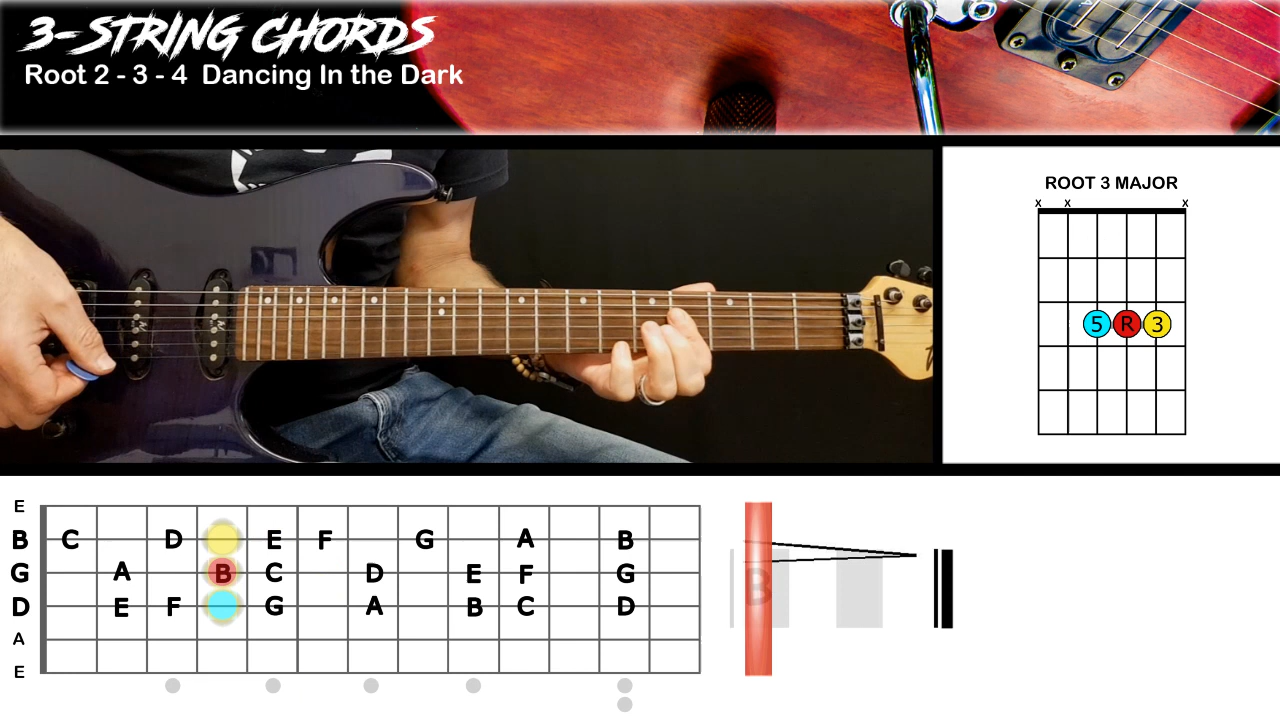 3-STRING CHORDS
Root 2 - 3 - 4 Dancing In the Dark
ROOT 3 MAJOR
x x x
5 R 3
E
B C D E F G A B
G A B C D E F G
D E F G A B C D
A
E
B